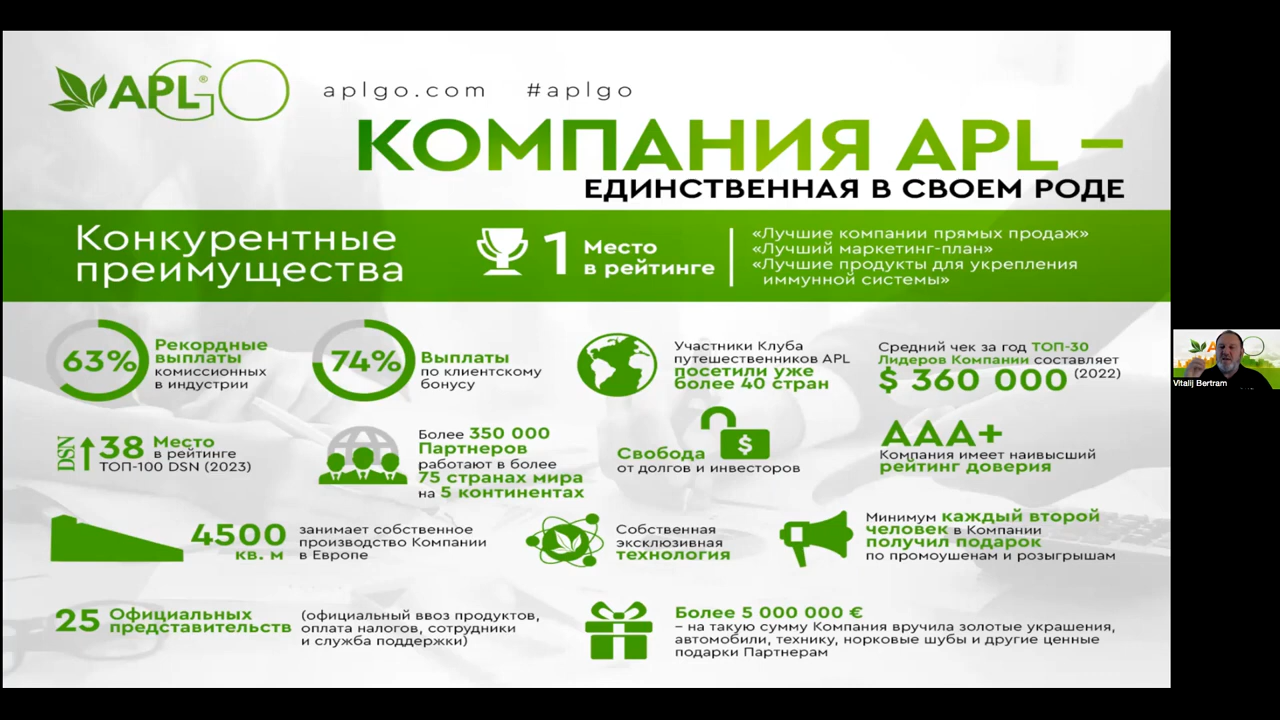 APL® GO
aplgo.com #aplgo
КОМПАНИЯ APL –
ЕДИНСТВЕННАЯ В СВОЕМ РОДЕ
Конкурентные
преимущества
1 Место
в рейтинге
«Лучшие компании прямых продаж»
«Лучший маркетинг-план»
«Лучшие продукты для укрепления
иммунной системы»
63%
Рекордные
выплаты
комиссионных
в индустрии
74%
Выплаты
по клиентскому
бонусу
Участники Клуба
путешественников APL
посетили уже
более 40 стран
Средний чек за год ТОП-30
Лидеров Компании составляет
$ 360 000 (2022)
DSN
38 Место
в рейтинге
ТОП-100 DSN (2023)
Более 350 000
Партнеров
работают в более
75 странах мира
на 5 континентах
$
Свобода
от долгов и инвесторов
AAA+
Компания имеет наивысший
рейтинг доверия
4500
кв. м
занимает собственное
производство Компании
в Европе
Собственная
эксклюзивная
технология
Минимум каждый второй
человек в Компании
получил подарок
по промоушенам и розыгрышам
25 Официальных
представительств
(официальный ввоз продуктов,
оплата налогов, сотрудники
и служба поддержки)
Более 5 000 000 €
– на такую сумму Компания вручила золотые украшения,
автомобили, технику, норковые шубы и другие ценные
подарки Партнерам
Vitalij Bertram